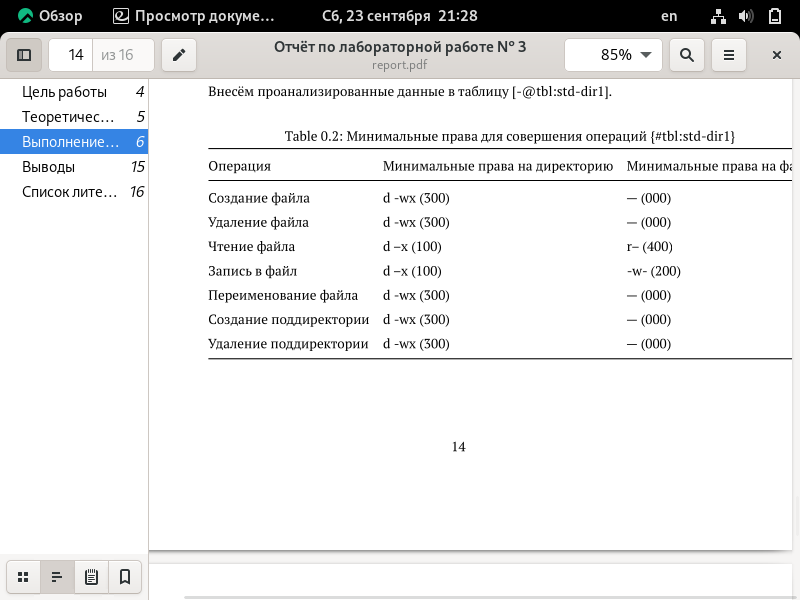 Обзор Просмотр докуме… Сб, 23 сентября 21:28 en
14 из 16 Отчёт по лабораторной работе № 3 85%
report.pdf
Цель работы 4
Теоретичес… 5
Выполнение… 6
Выводы 15
Список лите… 16
Внесём проанализированные данные в таблицу [-@tbl:std-dir1].
Table 0.2: Минимальные права для совершения операций {#tbl:std-dir1}
Операция Минимальные права на директорию Минимальные права на фа
Создание файла d -wx (300) — (000)
Удаление файла d -wx (300) — (000)
Чтение файла d –x (100) r– (400)
Запись в файл d –x (100) -w- (200)
Переименование файла d -wx (300) — (000)
Создание поддиректории d -wx (300) — (000)
Удаление поддиректории d -wx (300) — (000)
14